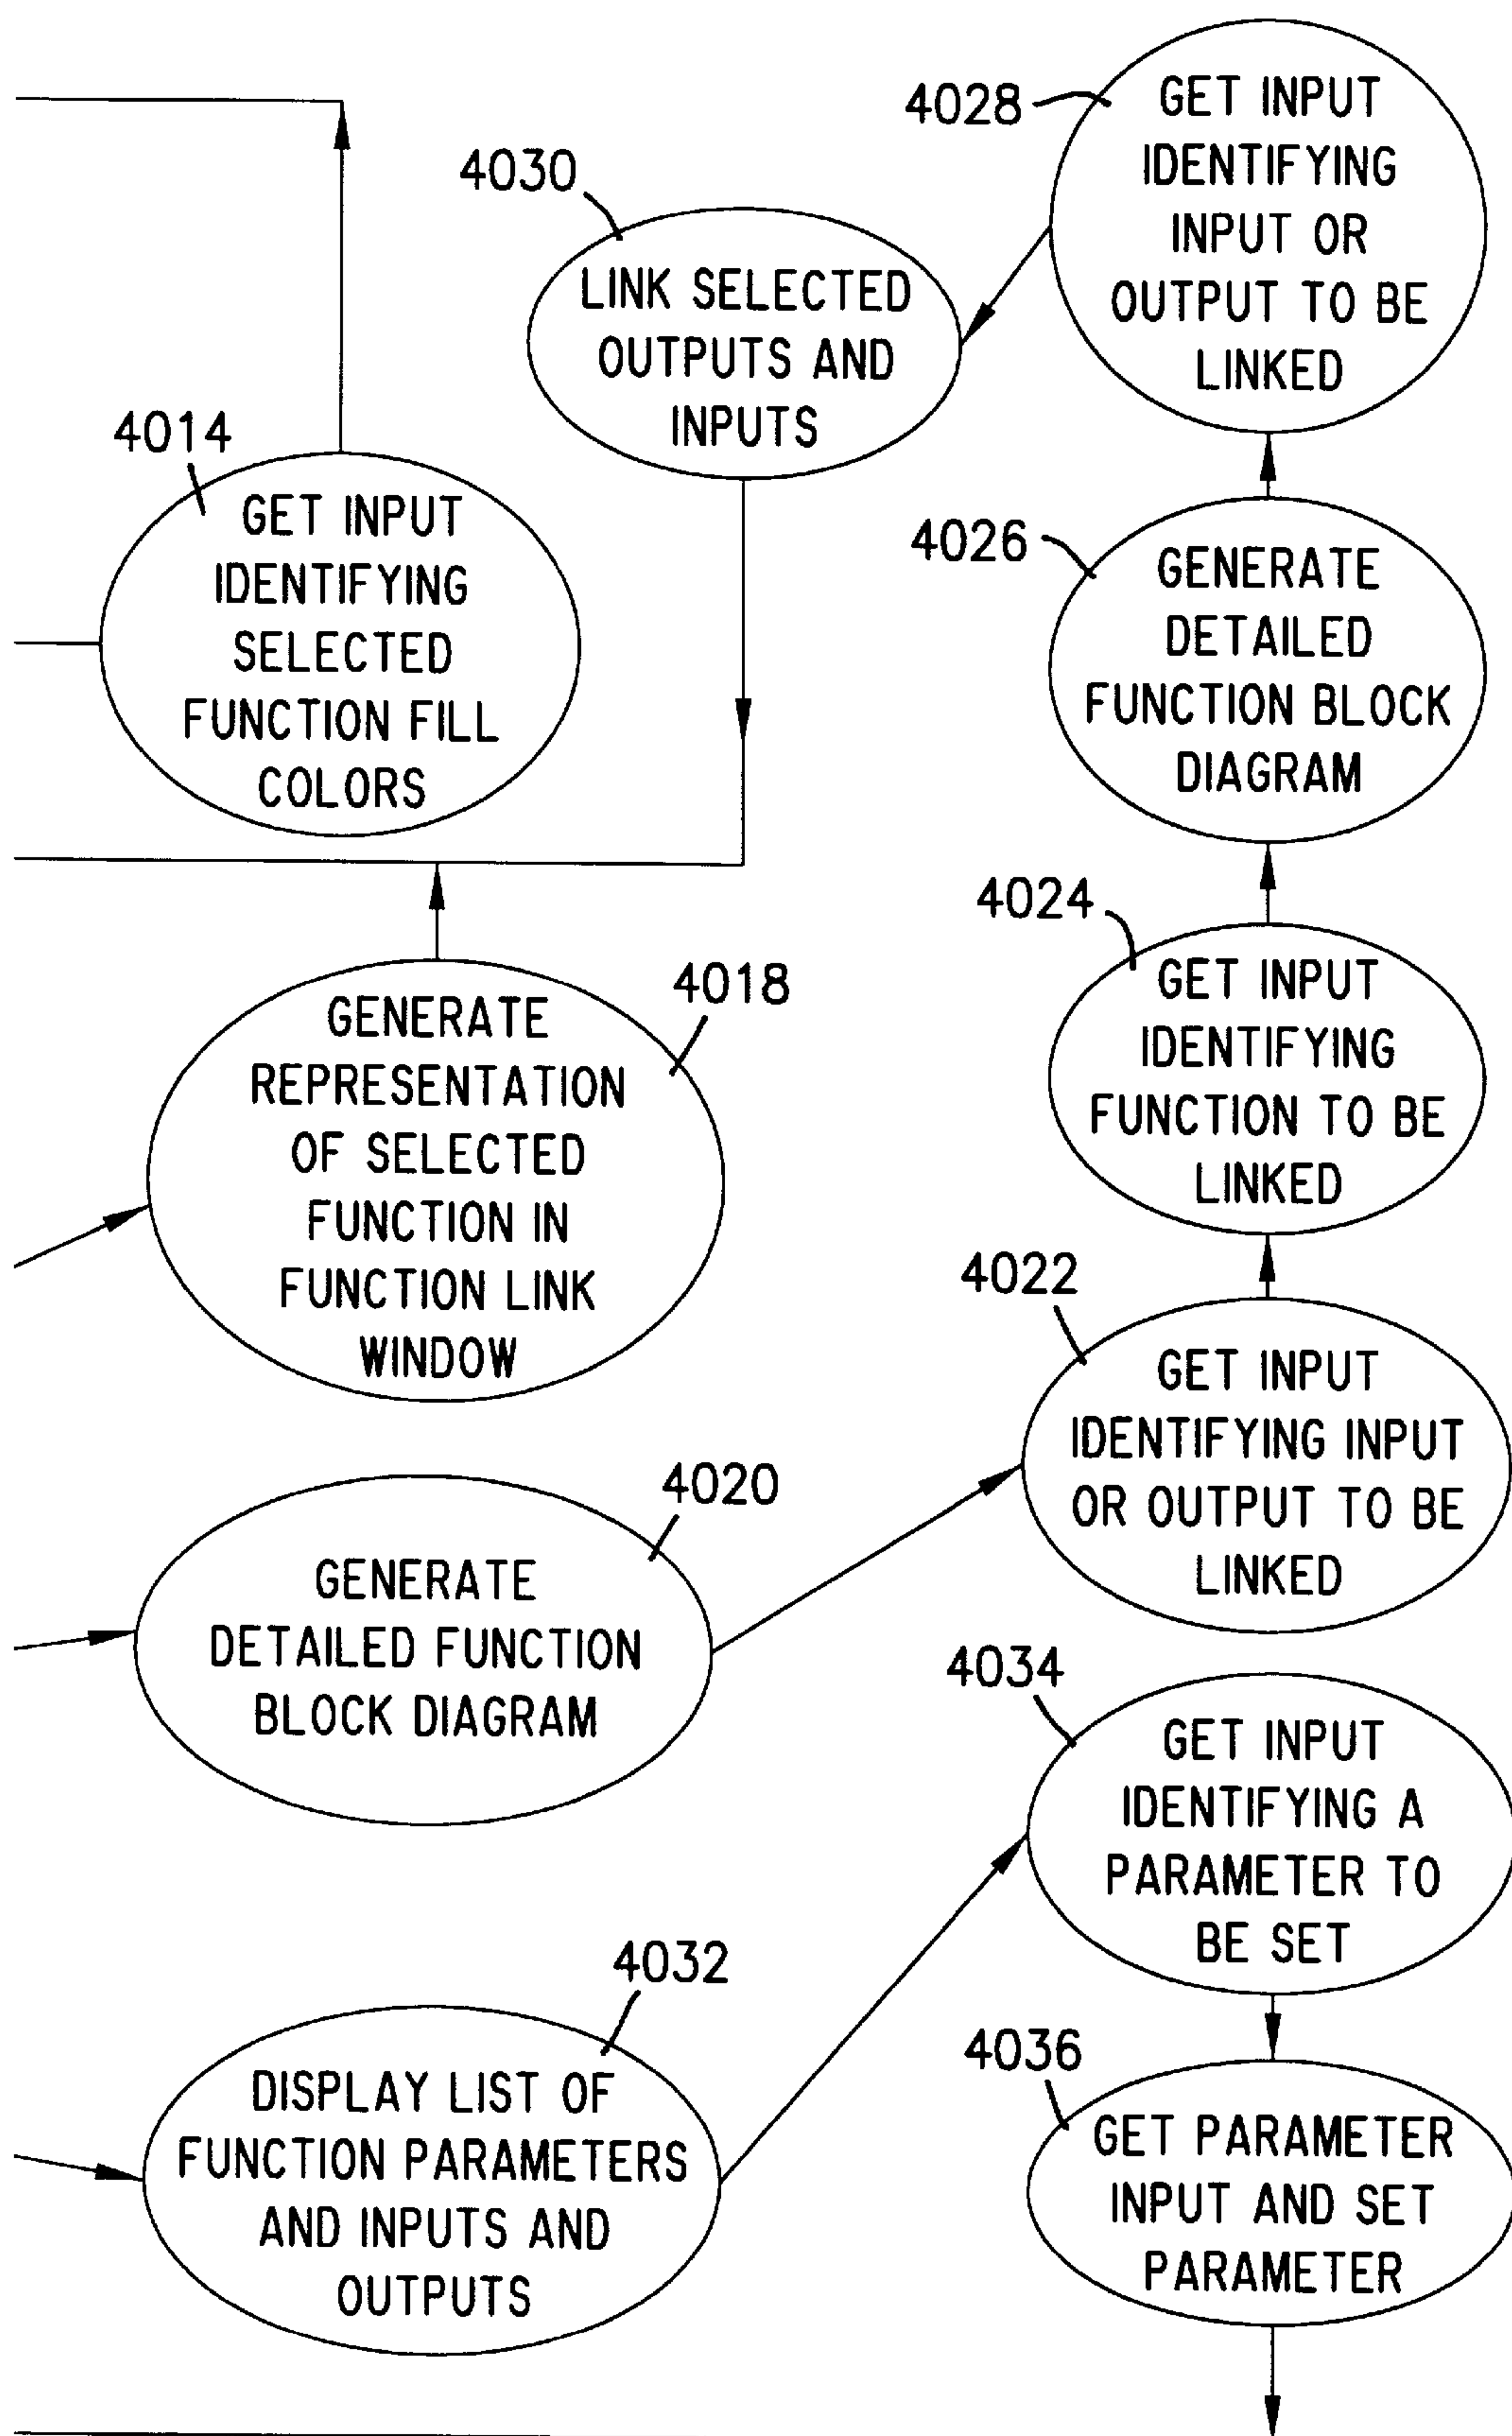 4028
GET INPUT
IDENTIFYING
INPUT OR
OUTPUT TO BE
LINKED
4030
LINK SELECTED
OUTPUTS AND
INPUTS
4014
GET INPUT
IDENTIFYING
SELECTED
FUNCTION FILL
COLORS
4026
GENERATE
DETAILED
FUNCTION BLOCK
DIAGRAM
4024
GET INPUT
IDENTIFYING
FUNCTION TO BE
LINKED
4018
GENERATE
REPRESENTATION
OF SELECTED
FUNCTION IN
FUNCTION LINK
WINDOW
4022
GET INPUT
IDENTIFYING INPUT
OR OUTPUT TO BE
LINKED
4020
GENERATE
DETAILED FUNCTION
BLOCK DIAGRAM
4034
GET INPUT
IDENTIFYING A
PARAMETER TO
BE SET
4032
DISPLAY LIST OF
FUNCTION PARAMETERS
AND INPUTS AND
OUTPUTS
4036
GET PARAMETER
INPUT AND SET
PARAMETER